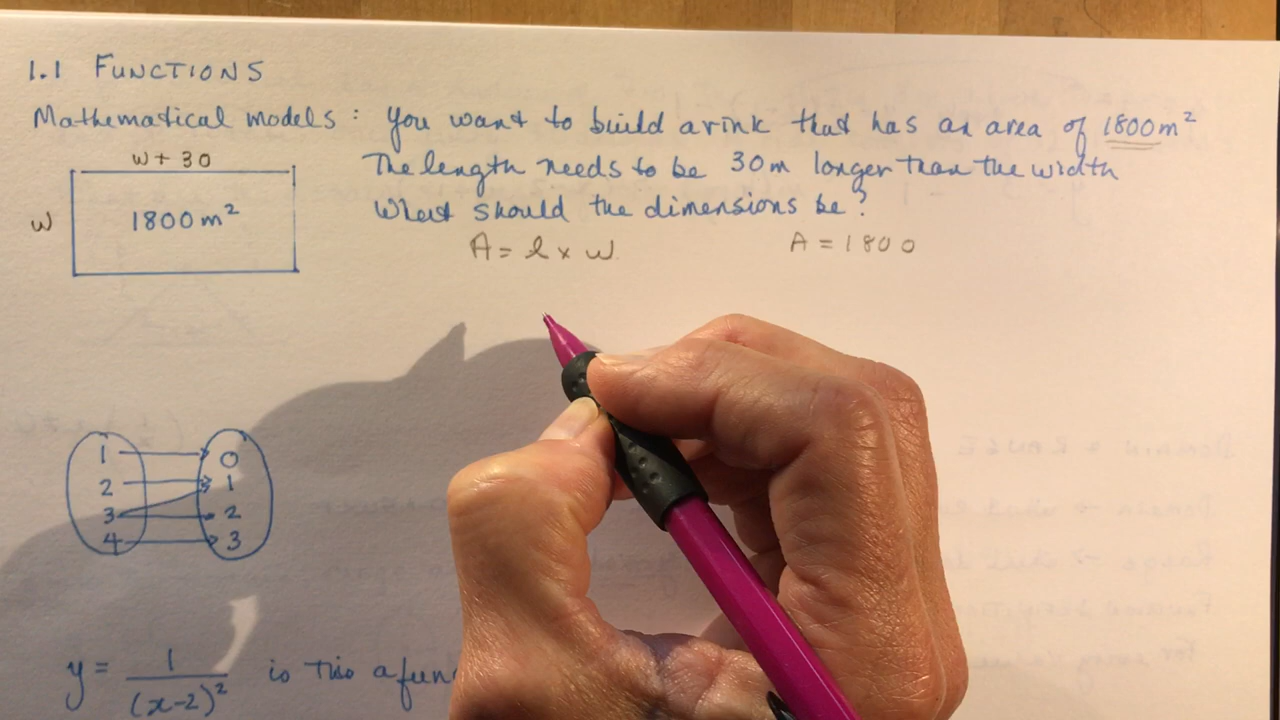 1.1 FUNCTIONS
Mathematical models: You want to build a rink that has an area of 1800m²
The length needs to be 30m longer than the width
What should the dimensions be?
w+30
w
1800m²
A = l × w
A = 1800
1 0
2 1
3 2
4 3
y = 1/(x-2)² is this a func